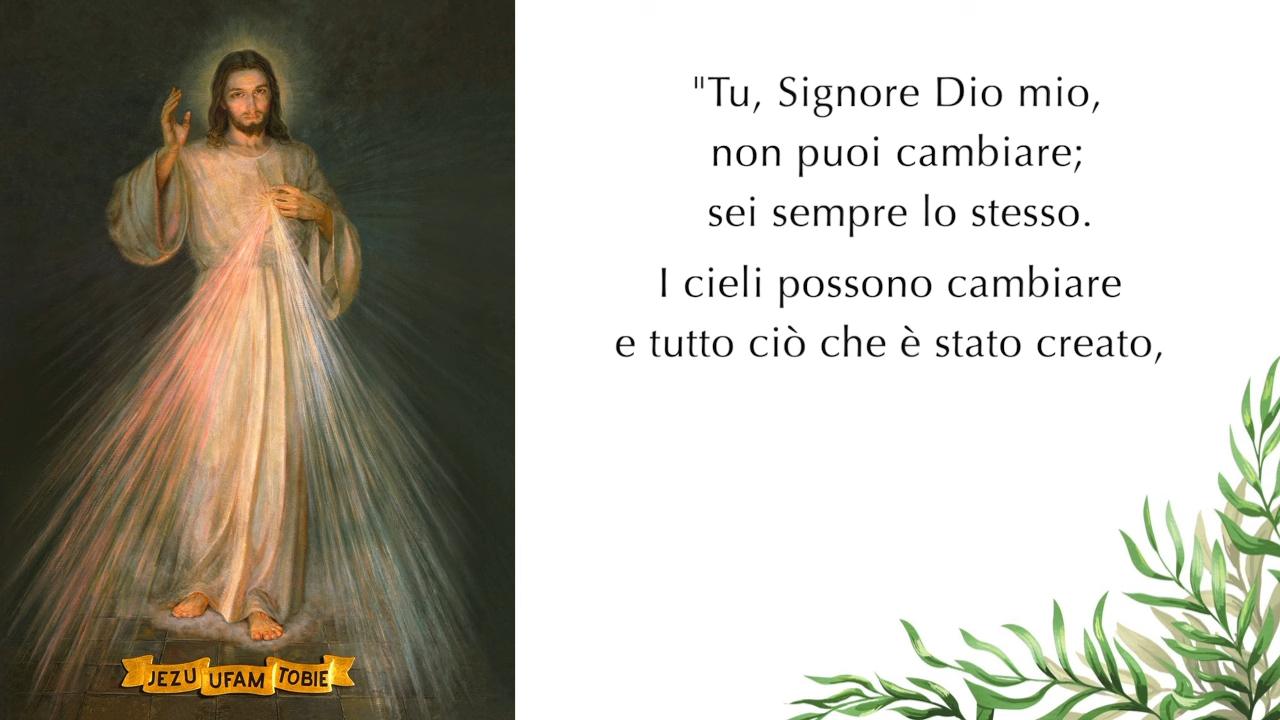 "Tu, Signore Dio mio,
non puoi cambiare;
sei sempre lo stesso.
I cieli possono cambiare
e tutto ciò che è stato creato,
JEZU UFAM TOBIE